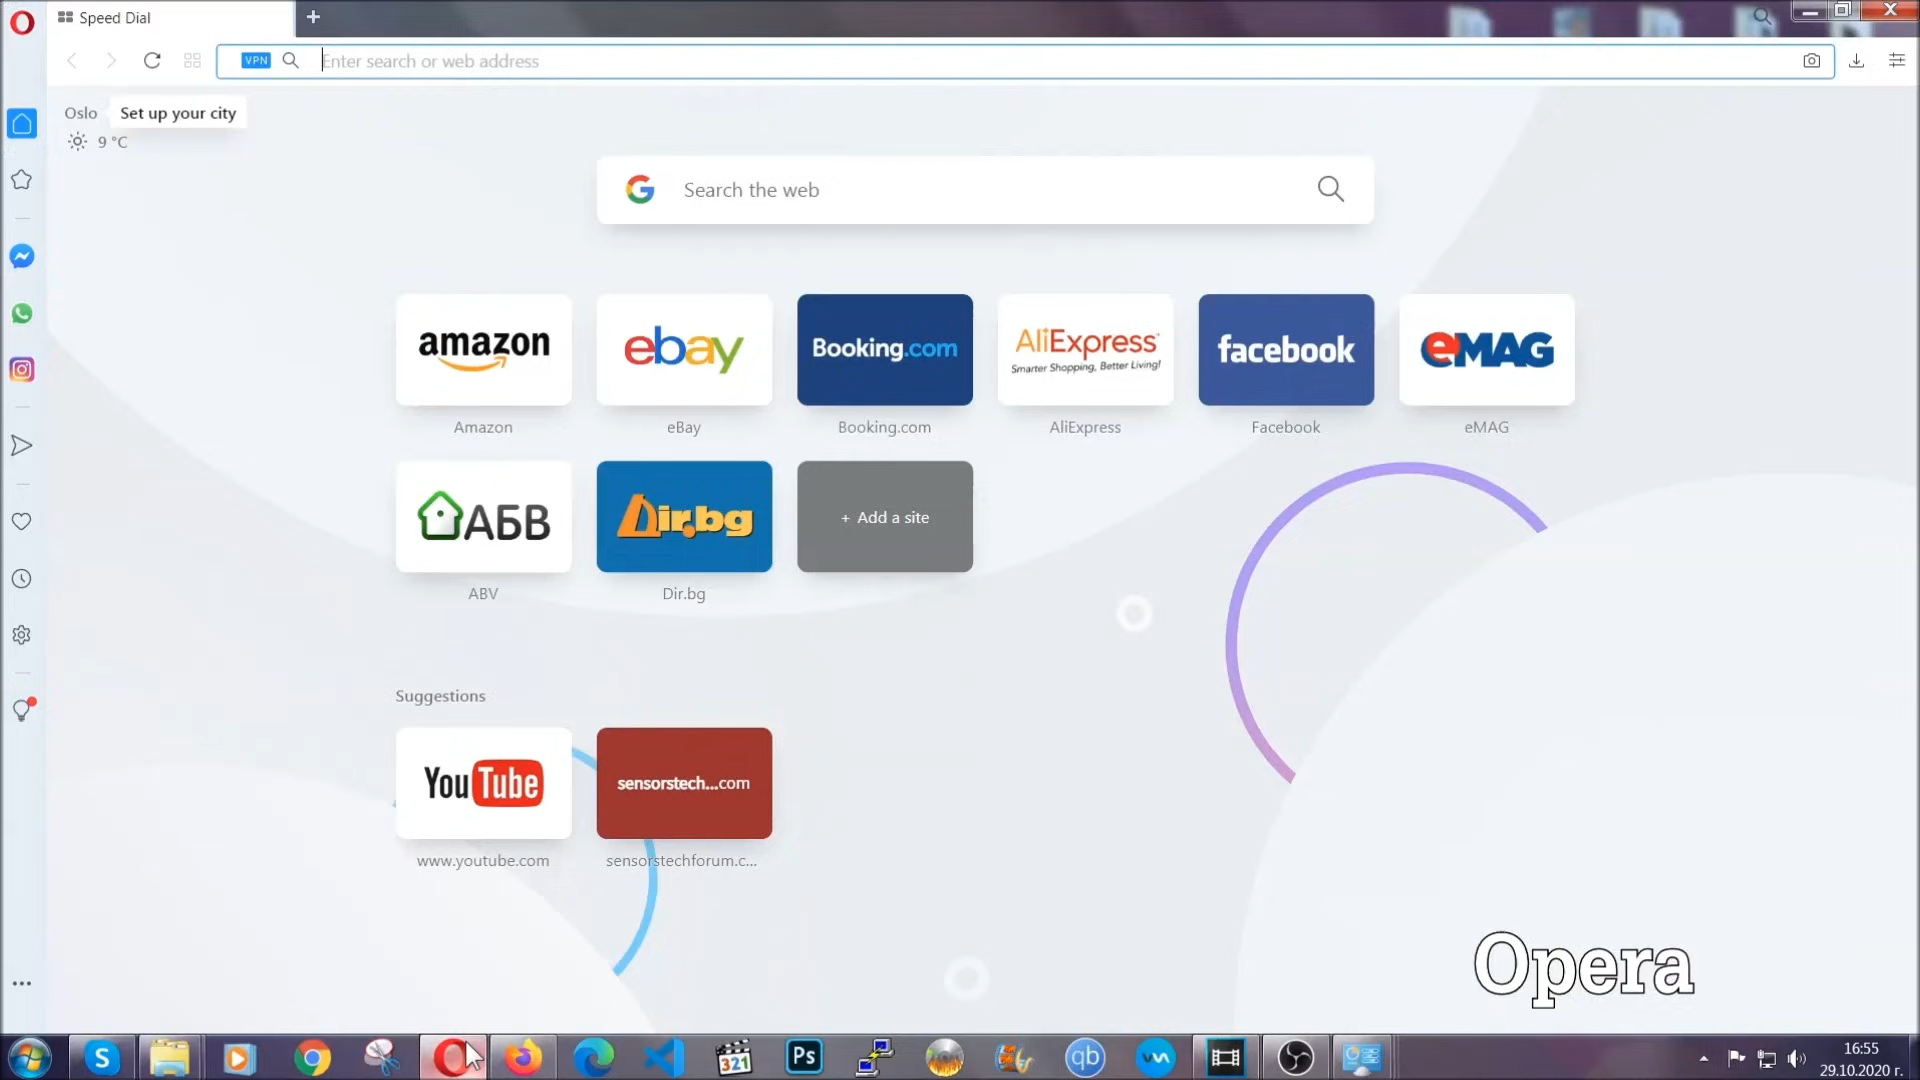 Speed Dial
VPN
Enter search or web address
Oslo
Set up your city
9 °C
Search the web
amazon
ebay
Booking.com
AliExpress
Smarter Shopping, Better Living!
facebook
eMAG
Amazon
eBay
Booking.com
AliExpress
Facebook
eMAG
АБВ
Dir.bg
+ Add a site
ABV
Dir.bg
Suggestions
YouTube
sensorstech...com
www.youtube.com
sensorstechforum.c...
Opera
S
321
Ps
qb
16:55
29.10.2020 г.